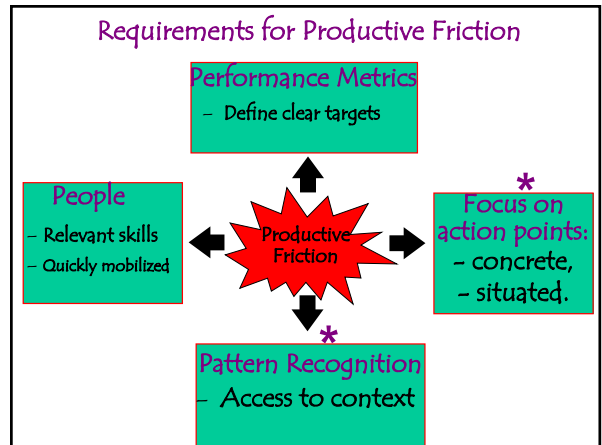 Requirements for Productive Friction
Performance Metrics
– Define clear targets
People
– Relevant skills
– Quickly mobilized
Productive
Friction
*
Focus on
action points:
- concrete,
- situated.
*
Pattern Recognition
– Access to context